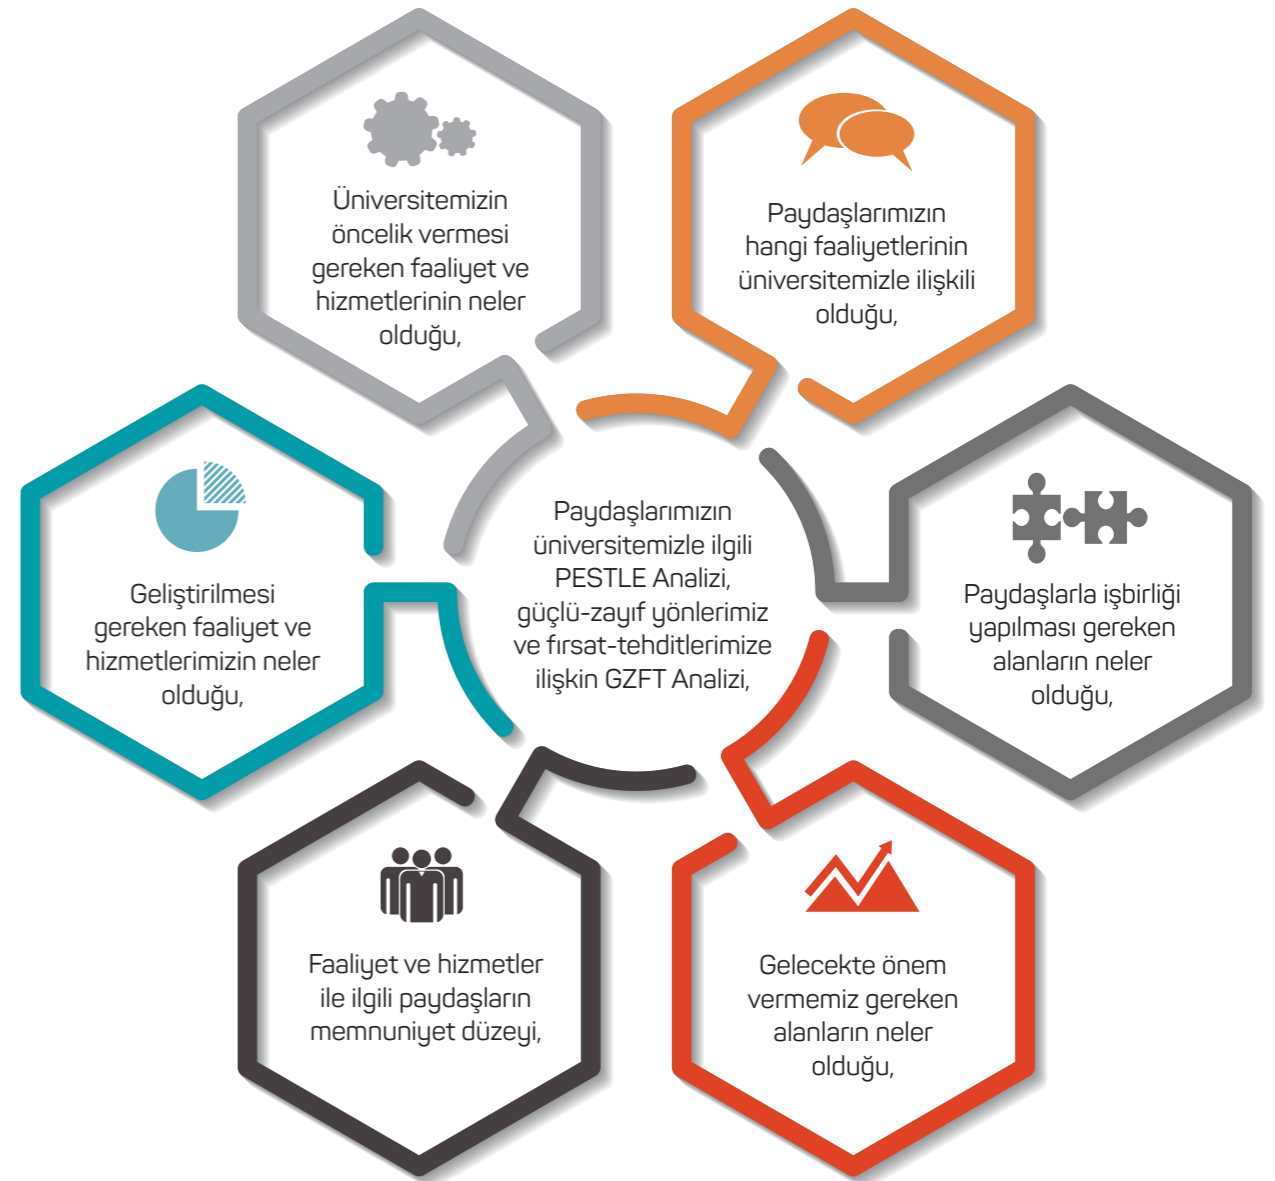 Üniversitemizin
öncelik vermesi
gereken faaliyet ve
hizmetlerinin neler
olduğu,
Paydaşlarımızın
hangi faaliyetlerinin
üniversitemizle ilişkili
olduğu,
Geliştirilmesi
gereken faaliyet ve
hizmetlerimizin neler
olduğu,
Paydaşlarımızın
üniversitemizle ilgili
PESTLE Analizi,
güçlü-zayıf yönlerimiz
ve fırsat-tehditlerimize
ilişkin GZFT Analizi,
Paydaşlarla işbirliği
yapılması gereken
alanların neler
olduğu,
Faaliyet ve hizmetler
ile ilgili paydaşların
memnuniyet düzeyi,
Gelecekte önem
vermemiz gereken
alanların neler
olduğu,